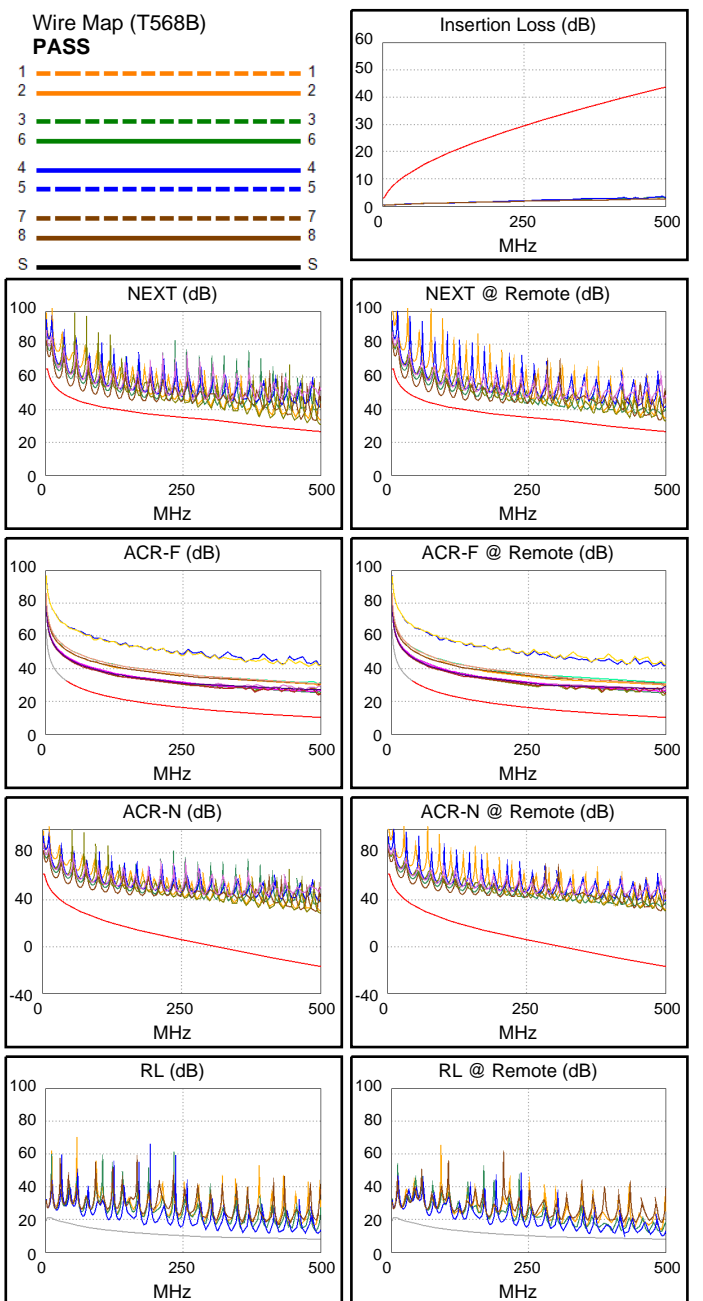 Wire Map (T568B)
PASS
1 1
2 2
3 3
6 6
4 4
5 5
7 7
8 8
S S
Insertion Loss (dB)
60
50
40
30
20
10
0
0 250 500
MHz
NEXT (dB)
100
80
60
40
20
0
0 250 500
MHz
NEXT @ Remote (dB)
100
80
60
40
20
0
0 250 500
MHz
ACR-F (dB)
100
80
60
40
20
0
0 250 500
MHz
ACR-F @ Remote (dB)
100
80
60
40
20
0
0 250 500
MHz
ACR-N (dB)
80
40
0
-40
0 250 500
MHz
ACR-N @ Remote (dB)
80
40
0
-40
0 250 500
MHz
RL (dB)
100
80
60
40
20
0
0 250 500
MHz
RL @ Remote (dB)
100
80
60
40
20
0
0 250 500
MHz